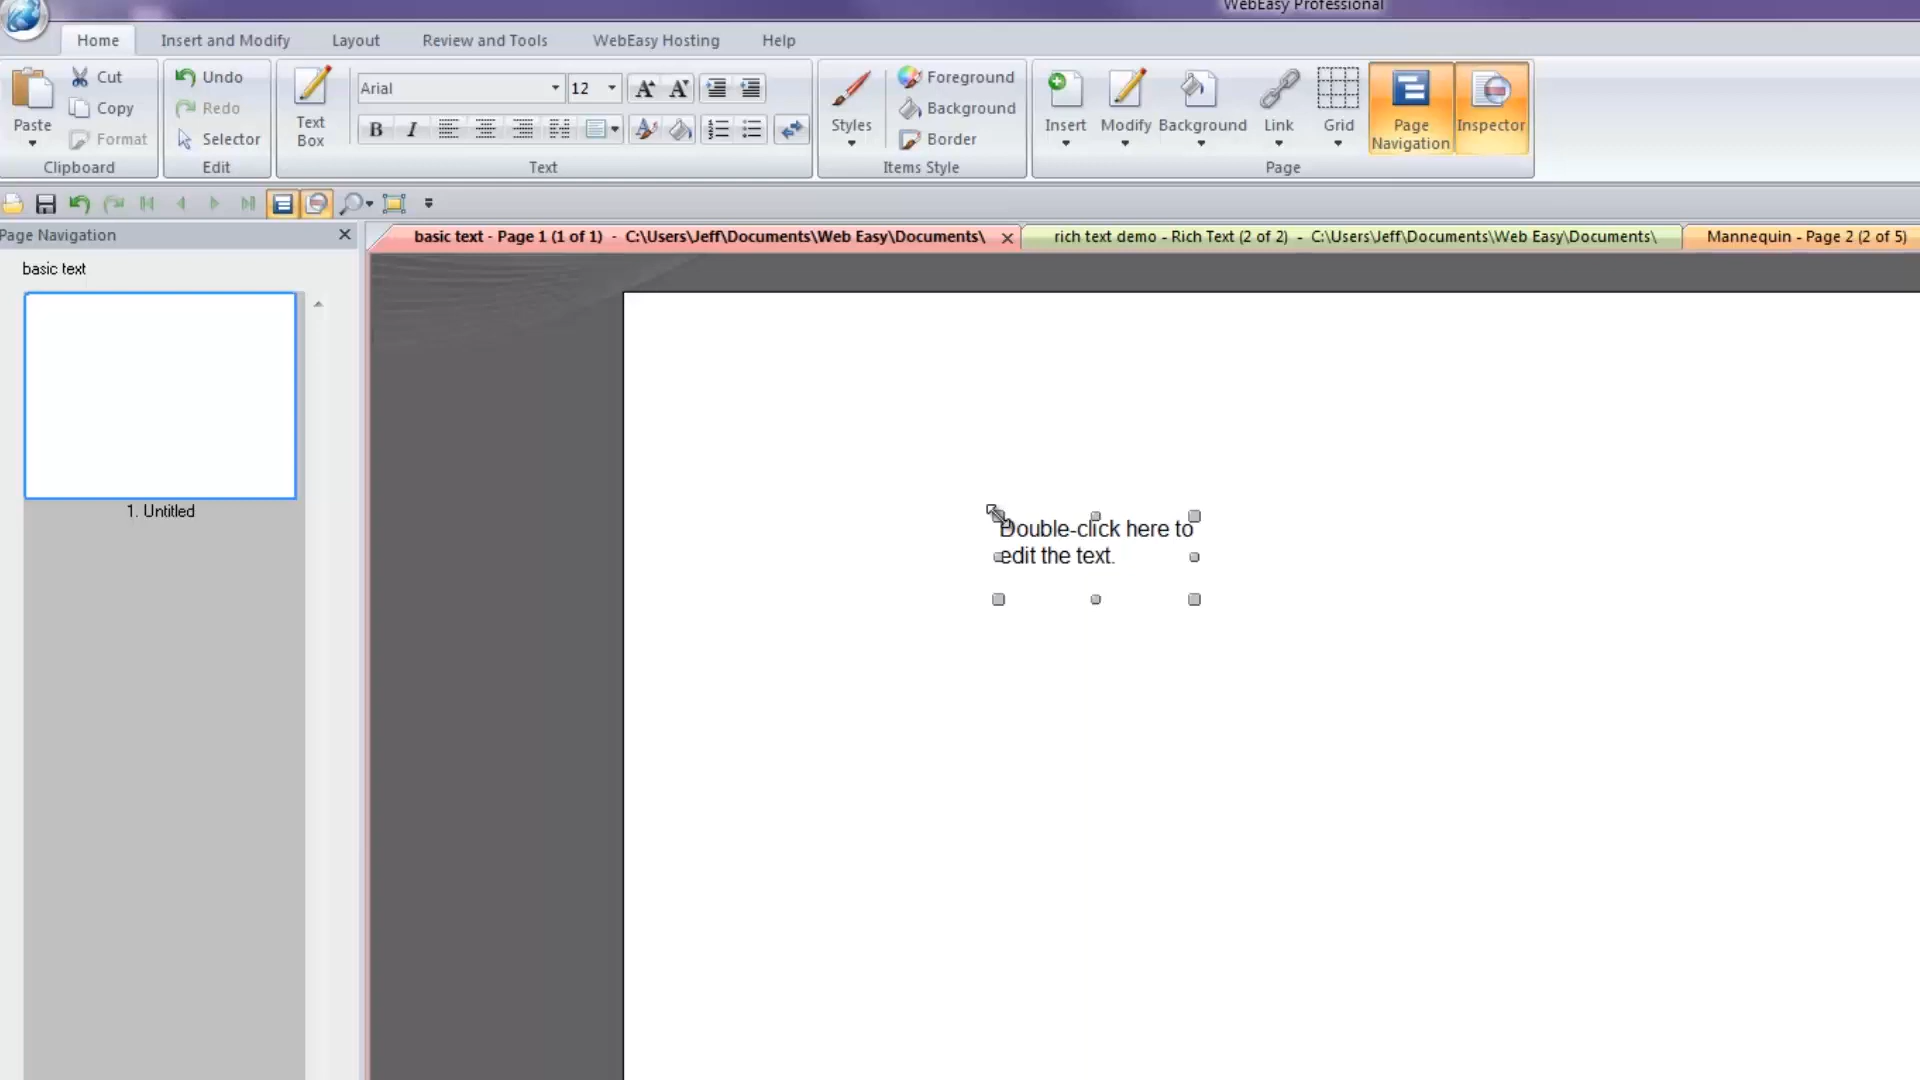 WebEasy Professional
Home Insert and Modify Layout Review and Tools WebEasy Hosting Help
Paste
Cut
Copy
Format
Clipboard
Undo
Redo
Selector
Edit
Text
Box
Arial 12
B I
Text
Styles
Foreground
Background
Border
Items Style
Insert Modify Background Link Grid Page Navigation Inspector
Page
Page Navigation
basic text
1. Untitled
basic text - Page 1 (1 of 1) - C:\Users\Jeff\Documents\Web Easy\Documents\
rich text demo - Rich Text (2 of 2) - C:\Users\Jeff\Documents\Web Easy\Documents\
Mannequin - Page 2 (2 of 5)
Double-click here to
edit the text.